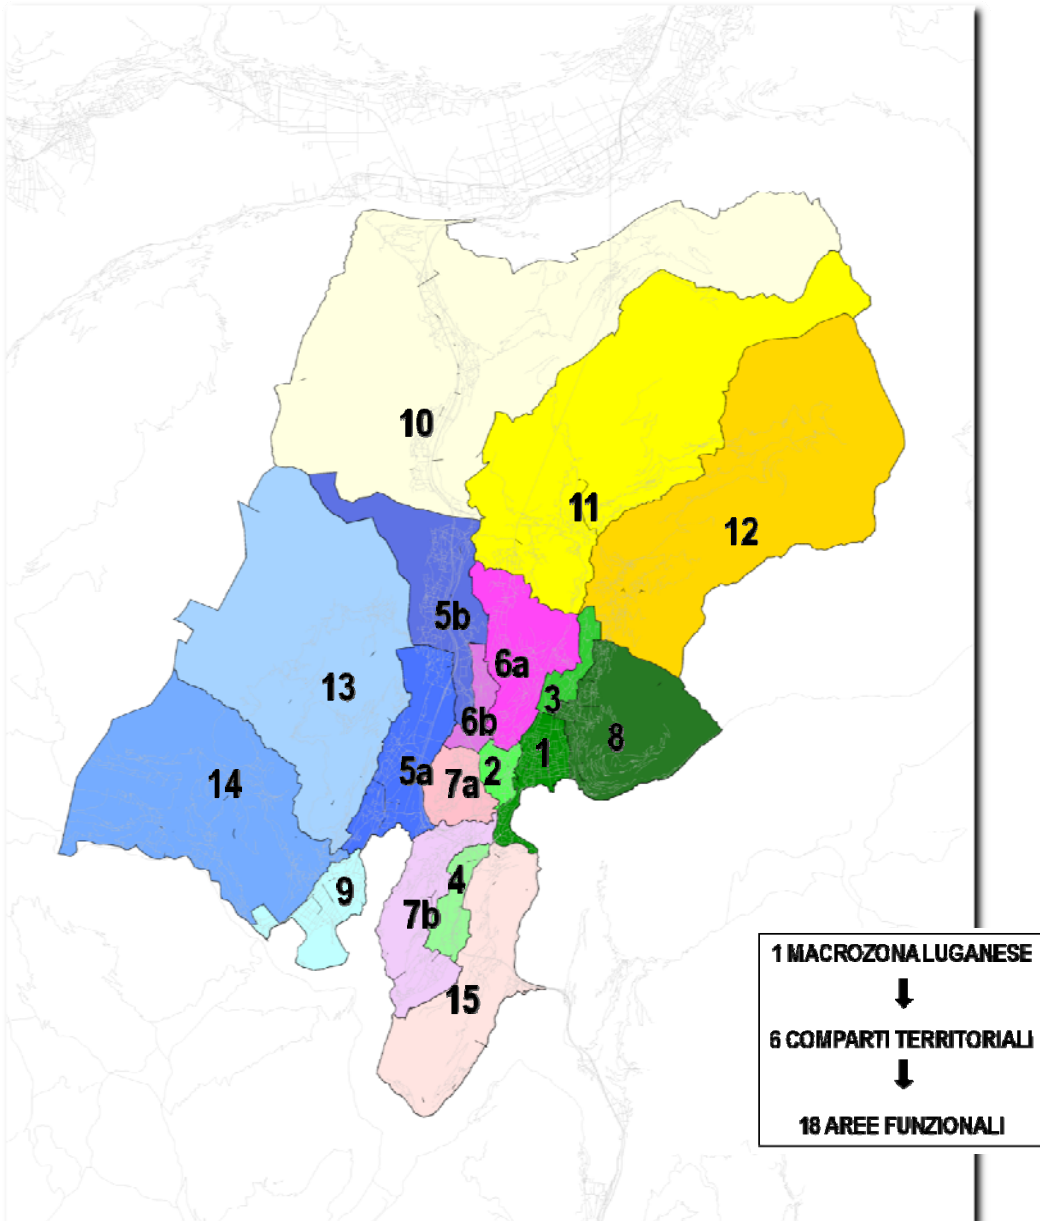 10
11
12
5b
6a
13
3
6b
8
1
2
5a
7a
14
4
9
7b
15
1 MACROZONA LUGANESE
6 COMPARTI TERRITORIALI
18 AREE FUNZIONALI